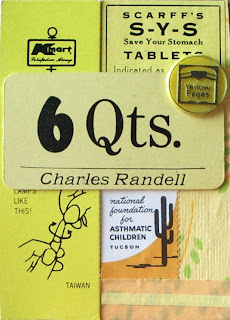 Kmart
Satisfaction Always
SCARFF'S
S-Y-S
Save Your Stomach
TABLETS
Indicated as
Yellow
Pages
6 Qts.
Charles Randell
LAMPS
LIKE
THIS!
TAIWAN
national
foundation
for
ASTHMATIC
CHILDREN
TUCSON